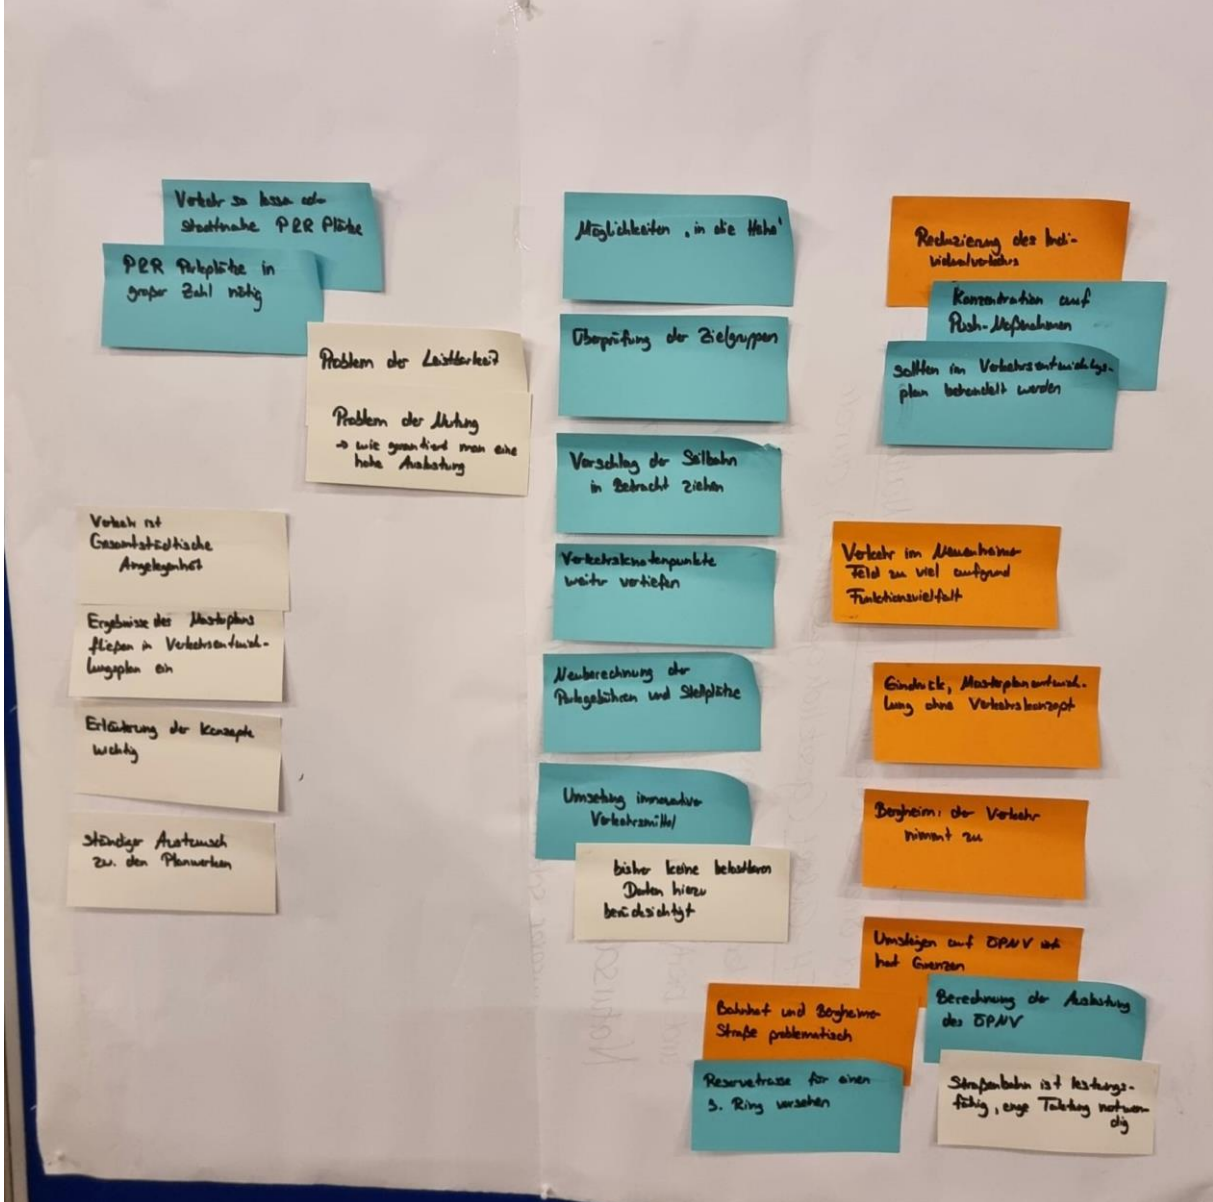 Verkehr so lassen oder
stadtnahe P&R Plätze
P&R Parkplätze in
großer Zahl nötig
Problem der Leistbarkeit
Problem der Nutzung
→ wie garantiert man eine
hohe Auslastung
Verkehr ist
Gesamtstädtische
Angelegenheit
Ergebnisse des Masterplans
fließen in Verkehrsentwick-
lungsplan ein
Erläuterung der Konzepte
wichtig
ständiger Austausch
zw. den Planwerken
Möglichkeiten "in die Höhe"
Überprüfung der Zielgruppen
Vorschlag der Seilbahn
in Betracht ziehen
Verkehrsknotenpunkte
weiter vertiefen
Neuberechnung der
Parkgebühren und Stellplätze
Umsetzung innovativer
Verkehrsmittel
bisher keine belastbaren
Daten hierzu
berücksichtigt
Reduzierung des Indi-
vidualverkehrs
Konzentration auf
Push-Maßnahmen
sollten im Verkehrsentwicklungs-
plan behandelt werden
Verkehr im Neuenheimer
Feld zu viel aufgrund
Funktionsvielfalt
Eindruck, Masterplanentwick-
lung ohne Verkehrskonzept
Bergheim: der Verkehr
nimmt zu
Umsteigen auf ÖPNV
hat Grenzen
Bahnhof und Bergheimer
Straße problematisch
Reservetrasse für einen
3. Ring vorsehen
Berechnung der Auslastung
des ÖPNV
Straßenbahn ist leistungs-
fähig, enge Taktung notwen-
dig